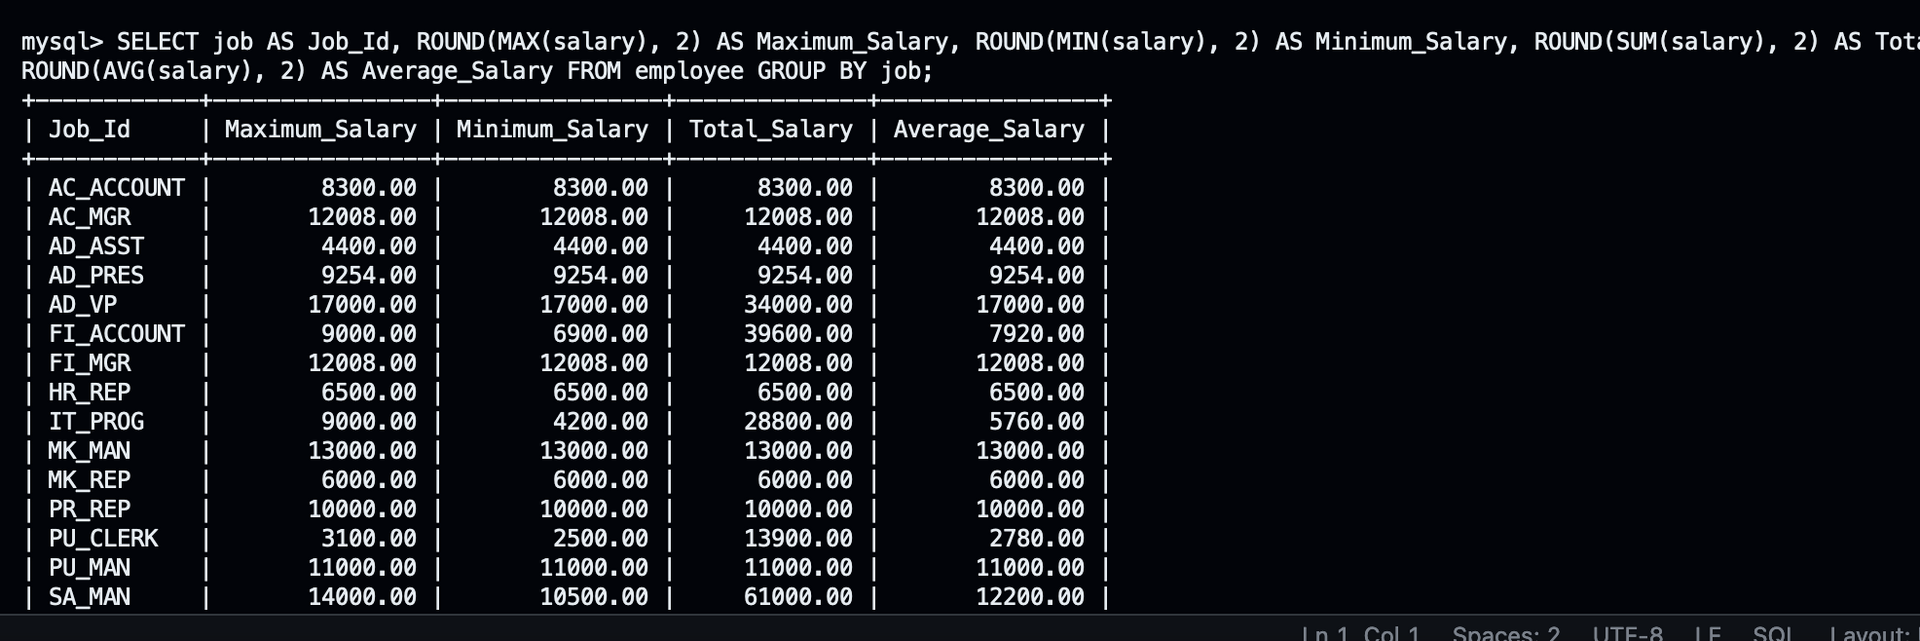 mysql> SELECT job AS Job_Id, ROUND(MAX(salary), 2) AS Maximum_Salary, ROUND(MIN(salary), 2) AS Minimum_Salary, ROUND(SUM(salary), 2) AS
ROUND(AVG(salary), 2) AS Average_Salary FROM employee GROUP BY job;
+------------+----------------+----------------+--------------+----------------+
| Job_Id     | Maximum_Salary | Minimum_Salary | Total_Salary | Average_Salary |
+------------+----------------+----------------+--------------+----------------+
| AC_ACCOUNT |        8300.00 |        8300.00 |      8300.00 |        8300.00 |
| AC_MGR     |       12008.00 |       12008.00 |     12008.00 |       12008.00 |
| AD_ASST    |        4400.00 |        4400.00 |      4400.00 |        4400.00 |
| AD_PRES    |        9254.00 |        9254.00 |      9254.00 |        9254.00 |
| AD_VP      |       17000.00 |       17000.00 |     34000.00 |       17000.00 |
| FI_ACCOUNT |        9000.00 |        6900.00 |     39600.00 |        7920.00 |
| FI_MGR     |       12008.00 |       12008.00 |     12008.00 |       12008.00 |
| HR_REP     |        6500.00 |        6500.00 |      6500.00 |        6500.00 |
| IT_PROG    |        9000.00 |        4200.00 |     28800.00 |        5760.00 |
| MK_MAN     |       13000.00 |       13000.00 |     13000.00 |       13000.00 |
| MK_REP     |        6000.00 |        6000.00 |      6000.00 |        6000.00 |
| PR_REP     |       10000.00 |       10000.00 |     10000.00 |       10000.00 |
| PU_CLERK   |        3100.00 |        2500.00 |     13900.00 |        2780.00 |
| PU_MAN     |       11000.00 |       11000.00 |     11000.00 |       11000.00 |
| SA_MAN     |       14000.00 |       10500.00 |     61000.00 |       12200.00 |
Ln 1, Col 1 Spaces: 2 UTF-8 LF SQL Layout: